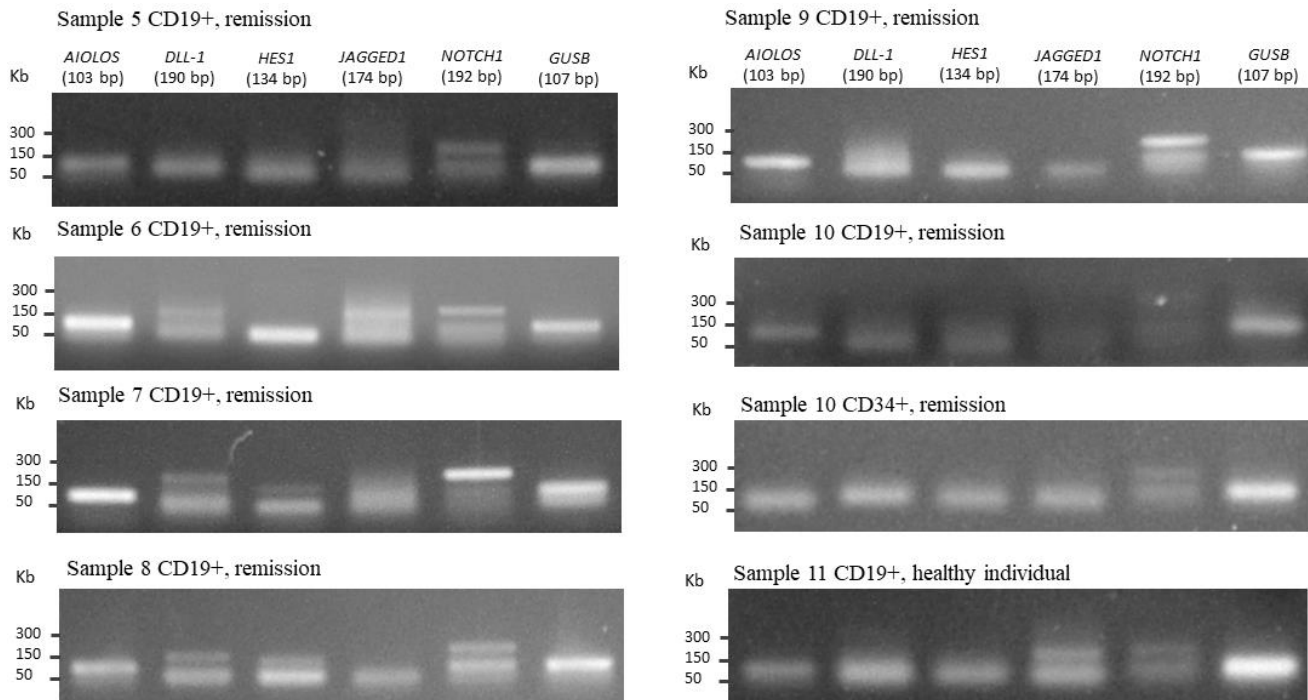 Sample 5 CD19+, remission
AIOLOS DLL-1 HES1 JAGGED1 NOTCH1 GUSB
Kb (103 bp) (190 bp) (134 bp) (174 bp) (192 bp) (107 bp)
300
150
50
Sample 6 CD19+, remission
Kb
300
150
50
Sample 7 CD19+, remission
Kb
300
150
50
Sample 8 CD19+, remission
Kb
300
150
50
Sample 9 CD19+, remission
AIOLOS DLL-1 HES1 JAGGED1 NOTCH1 GUSB
Kb (103 bp) (190 bp) (134 bp) (174 bp) (192 bp) (107 bp)
300
150
50
Sample 10 CD19+, remission
Kb
300
150
50
Sample 10 CD34+, remission
Kb
300
150
50
Sample 11 CD19+, healthy individual
Kb
300
150
50